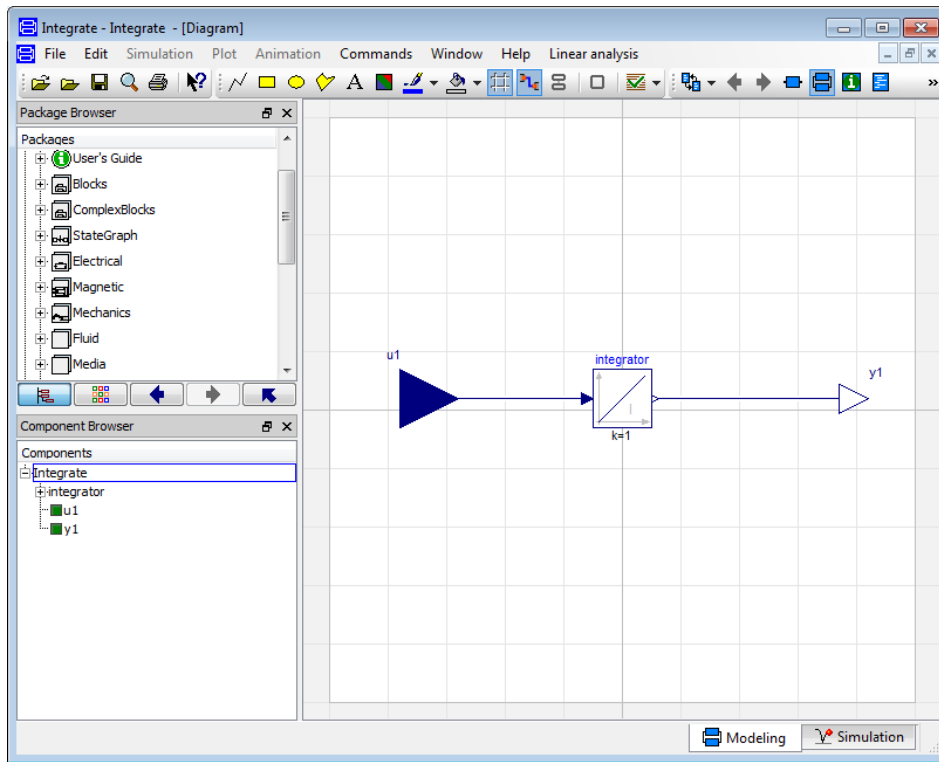 Integrate - Integrate - [Diagram]
File Edit Simulation Plot Animation Commands Window Help Linear analysis
A
Package Browser
Packages
User's Guide
Blocks
ComplexBlocks
StateGraph
Electrical
Magnetic
Mechanics
Fluid
Media
Component Browser
Components
Integrate
integrator
u1
y1
u1
integrator
I
k=1
y1
Modeling Simulation